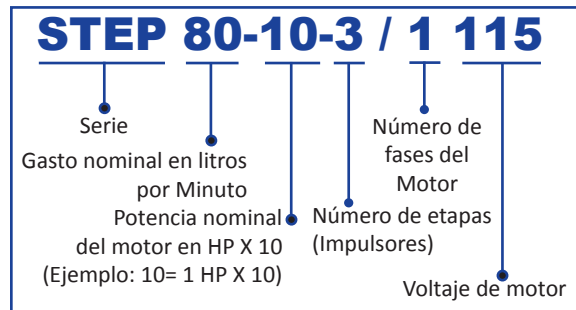 STEP 80-10-3 / 1 115
Serie
Gasto nominal en litros
por Minuto
Potencia nominal
del motor en HP X 10
(Ejemplo: 10= 1 HP X 10)
Número de etapas
(Impulsores)
Número de
fases del
Motor
Voltaje de motor